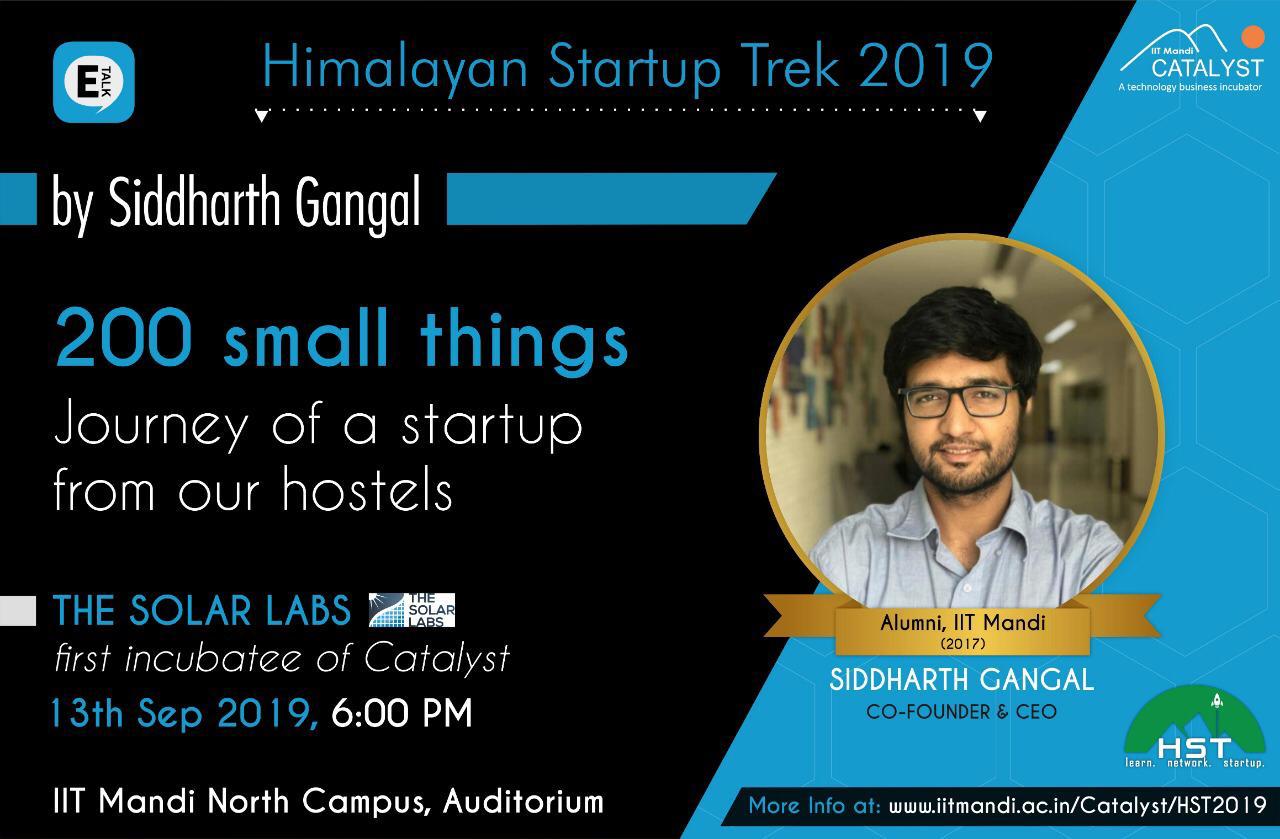 E TALK
Himalayan Startup Trek 2019
IIT Mandi
CATALYST
A technology business incubator
by Siddharth Gangal
200 small things
Journey of a startup
from our hostels
THE SOLAR LABS
THE
SOLAR
LABS
first incubatee of Catalyst
13th Sep 2019, 6:00 PM
IIT Mandi North Campus, Auditorium
Alumni, IIT Mandi
(2017)
SIDDHARTH GANGAL
CO-FOUNDER & CEO
HST
learn. network. startup.
More Info at: www.iitmandi.ac.in/Catalyst/HST2019